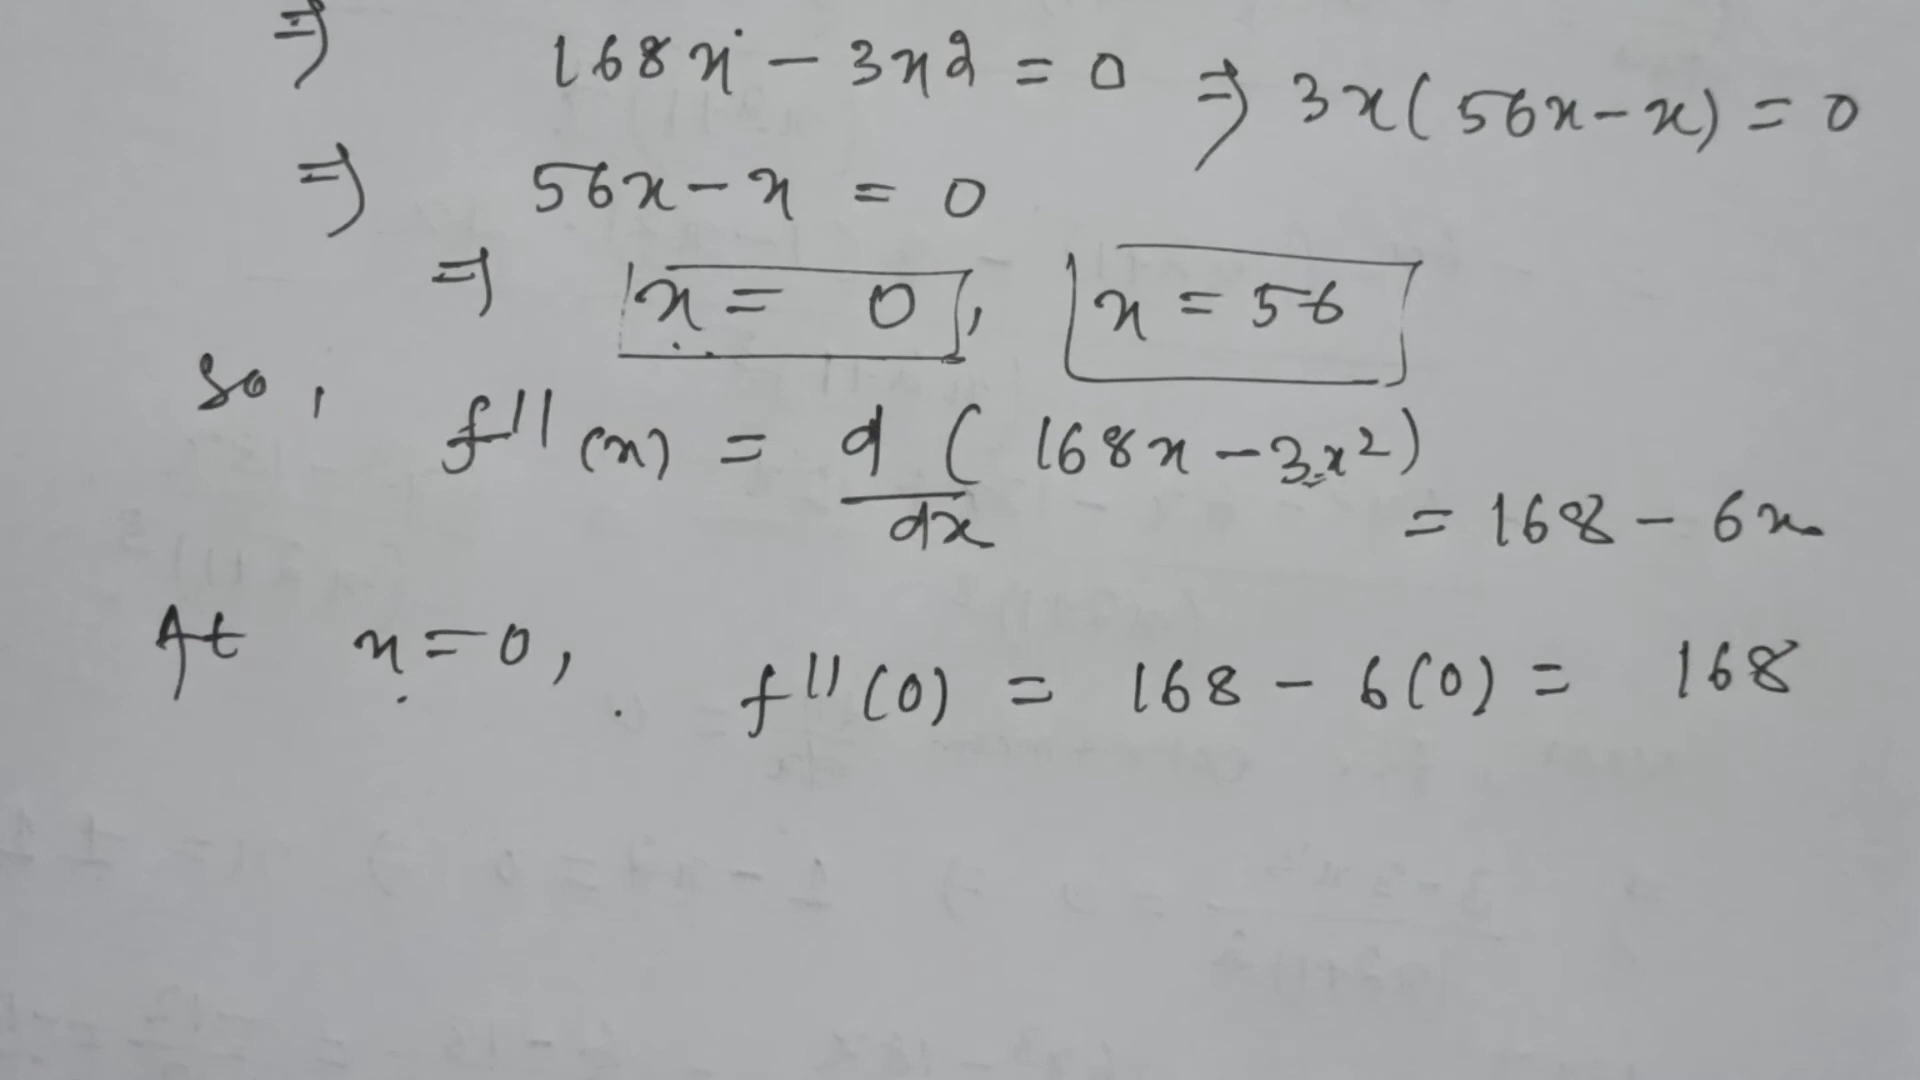 ⇒ 168x - 3x2 = 0 ⇒ 3x(56x-x) = 0
⇒ 56x - x = 0
⇒ x = 0, x = 56
So, f''(x) = d/dx (168x - 3x²)
= 168 - 6x
At x = 0, f''(0) = 168 - 6(0) = 168